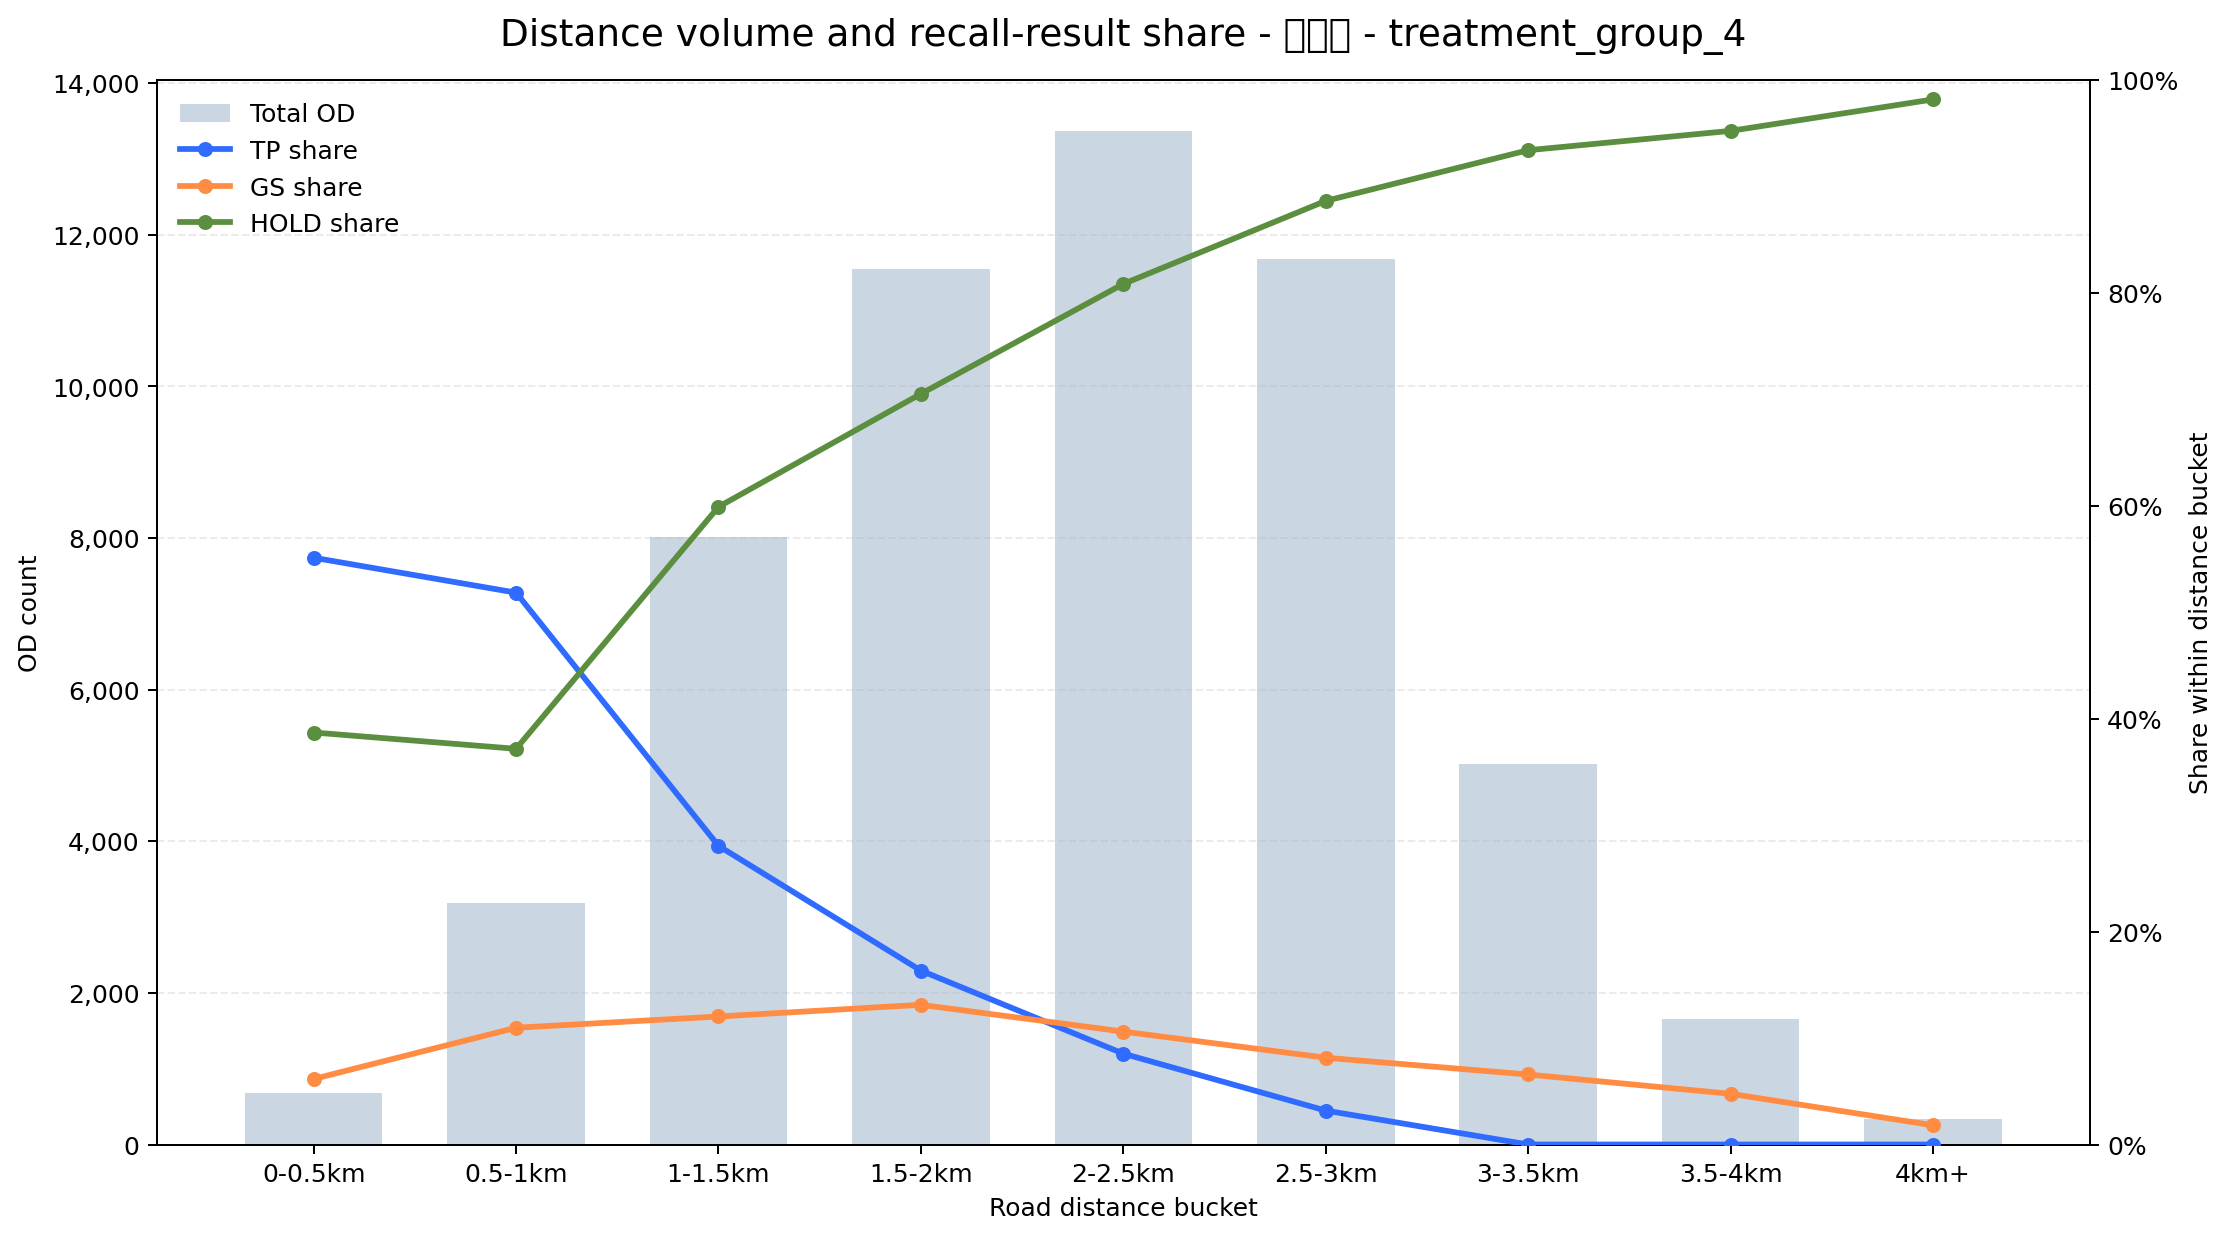 Distance volume and recall-result share - - treatment_group_4
14,000
12,000
10,000
8,000
6,000
4,000
2,000
0
OD count
Total OD
TP share
GS share
HOLD share
100%
80%
60%
40%
20%
0%
Share within distance bucket
0-0.5km
0.5-1km
1-1.5km
1.5-2km
2-2.5km
2.5-3km
3-3.5km
3.5-4km
4km+
Road distance bucket